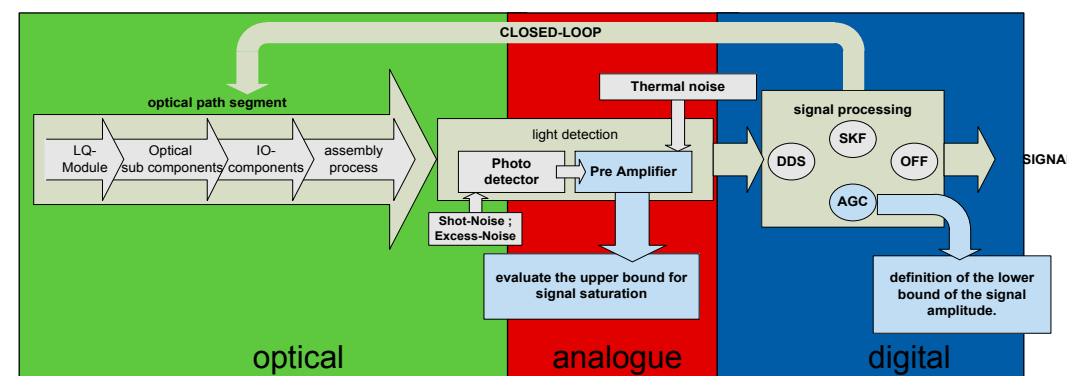 CLOSED-LOOP
optical path segment
LQ-
Module
Optical
sub components
IO-
components
assembly
process
light detection
Photo
detector
Pre Amplifier
Thermal noise
Shot-Noise ;
Excess-Noise
evaluate the upper bound for
signal saturation
signal processing
DDS
SKF
OFF
AGC
SIGNAL
definition of the lower
bound of the signal
amplitude.
optical
analogue
digital